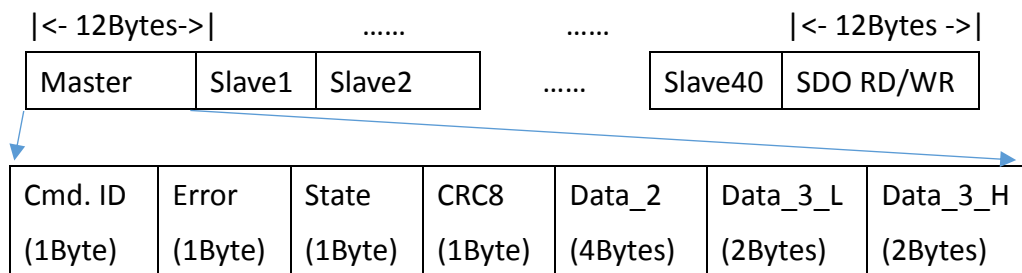 |<- 12Bytes->| …… …… |<- 12Bytes ->|
Master Slave1 Slave2 …… Slave40 SDO RD/WR
Cmd. ID Error State CRC8 Data_2 Data_3_L Data_3_H
(1Byte) (1Byte) (1Byte) (1Byte) (4Bytes) (2Bytes) (2Bytes)